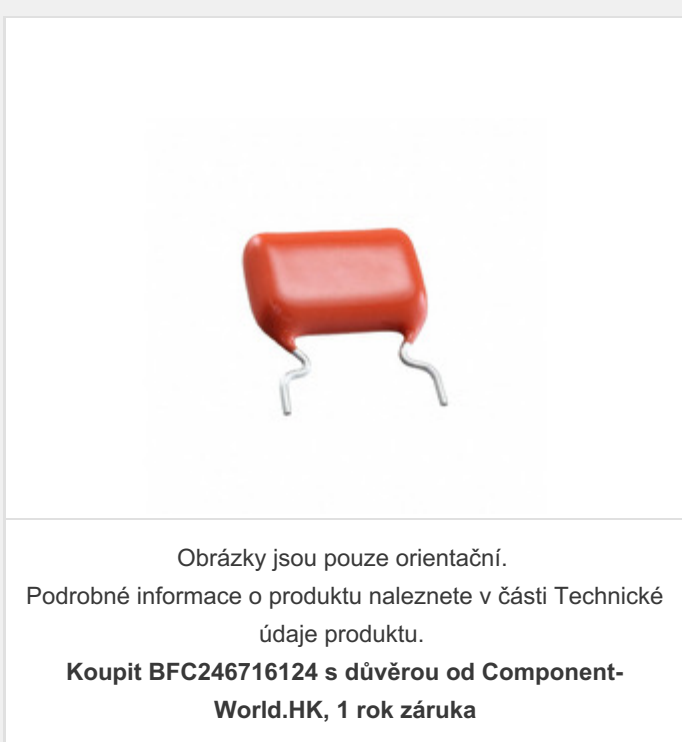 Obrázky jsou pouze orientační.
Podrobné informace o produktu naleznete v části Technické
údaje produktu.
Koupit BFC246716124 s důvěrou od Component-
World.HK, 1 rok záruka